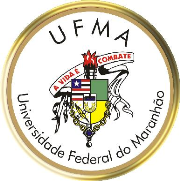 UFMA
A VIDA É COMBATE
Universidade Federal do Maranhão